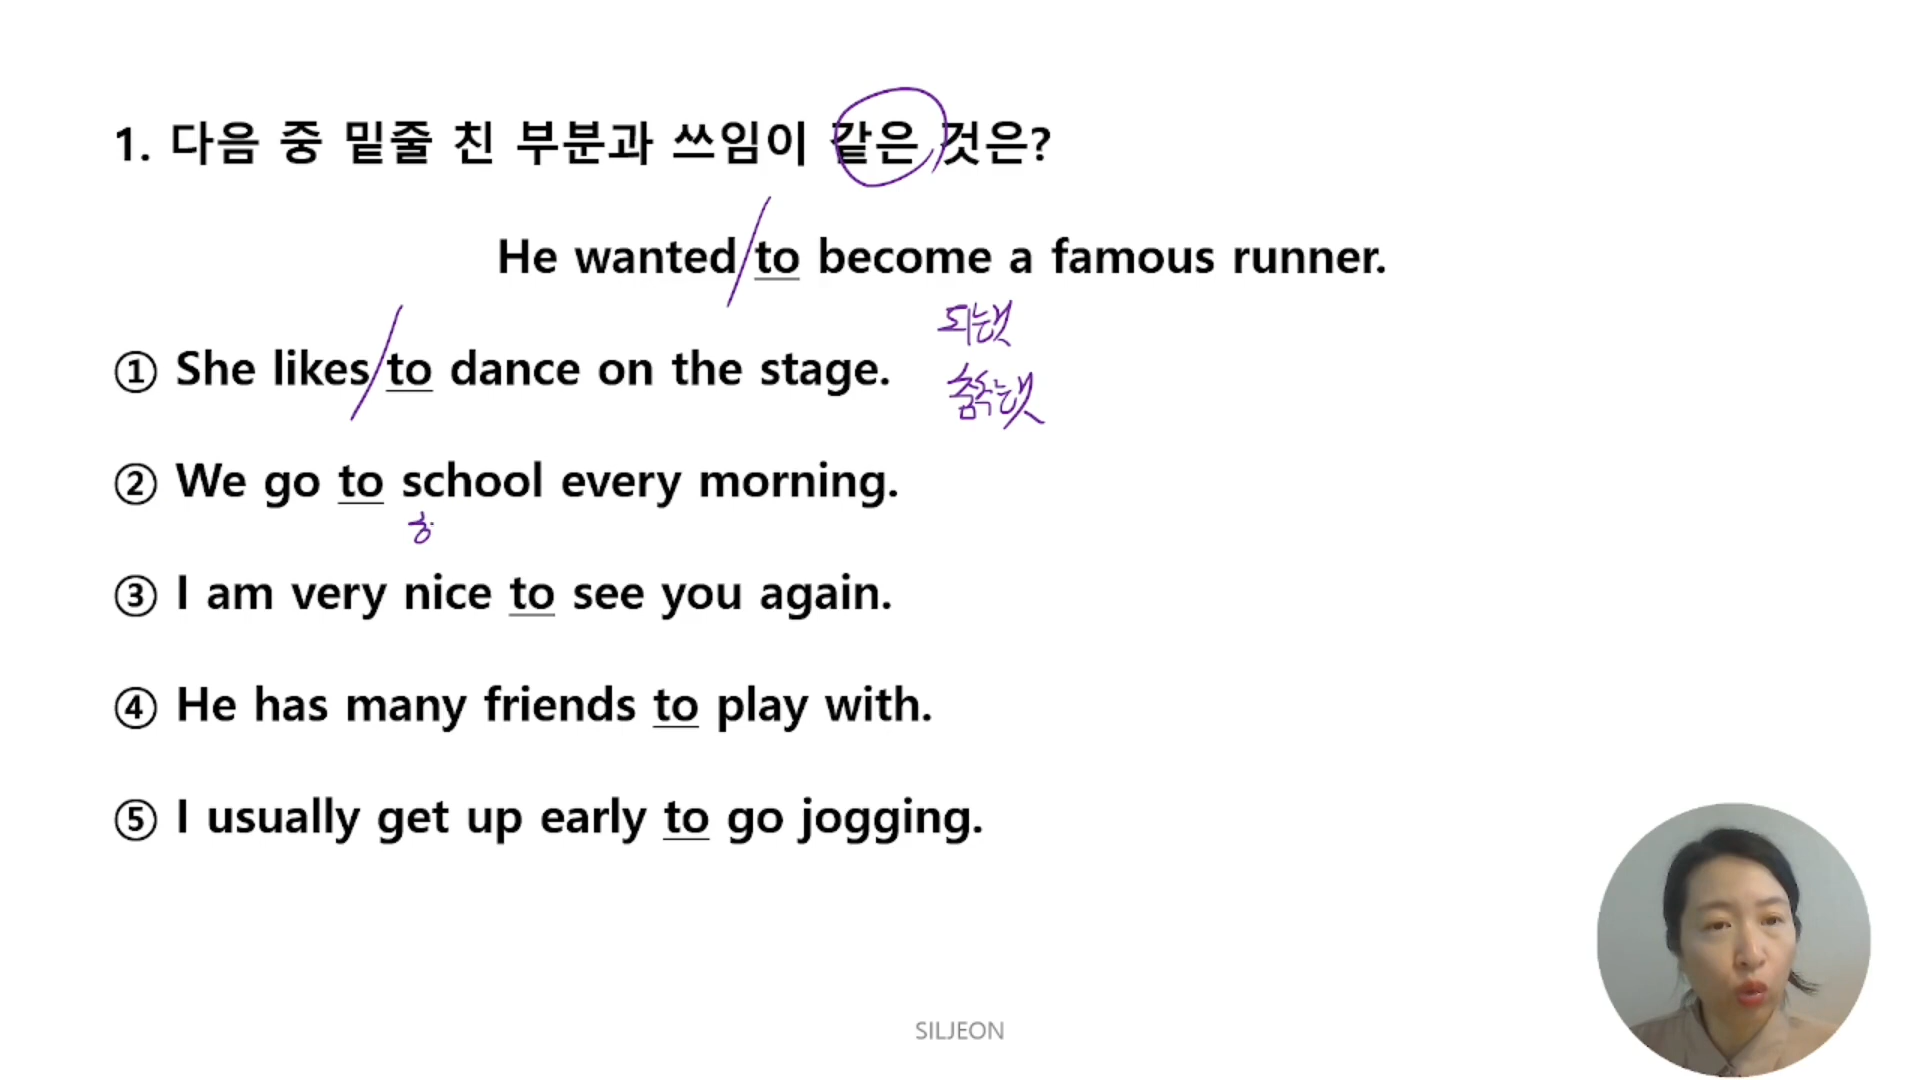 1. 다음 중 밑줄 친 부분과 쓰임이 같은 것은?
He wanted to become a famous runner.
되는것
① She likes to dance on the stage.
춤추는것
② We go to school every morning.
③ I am very nice to see you again.
④ He has many friends to play with.
⑤ I usually get up early to go jogging.
SILJEON